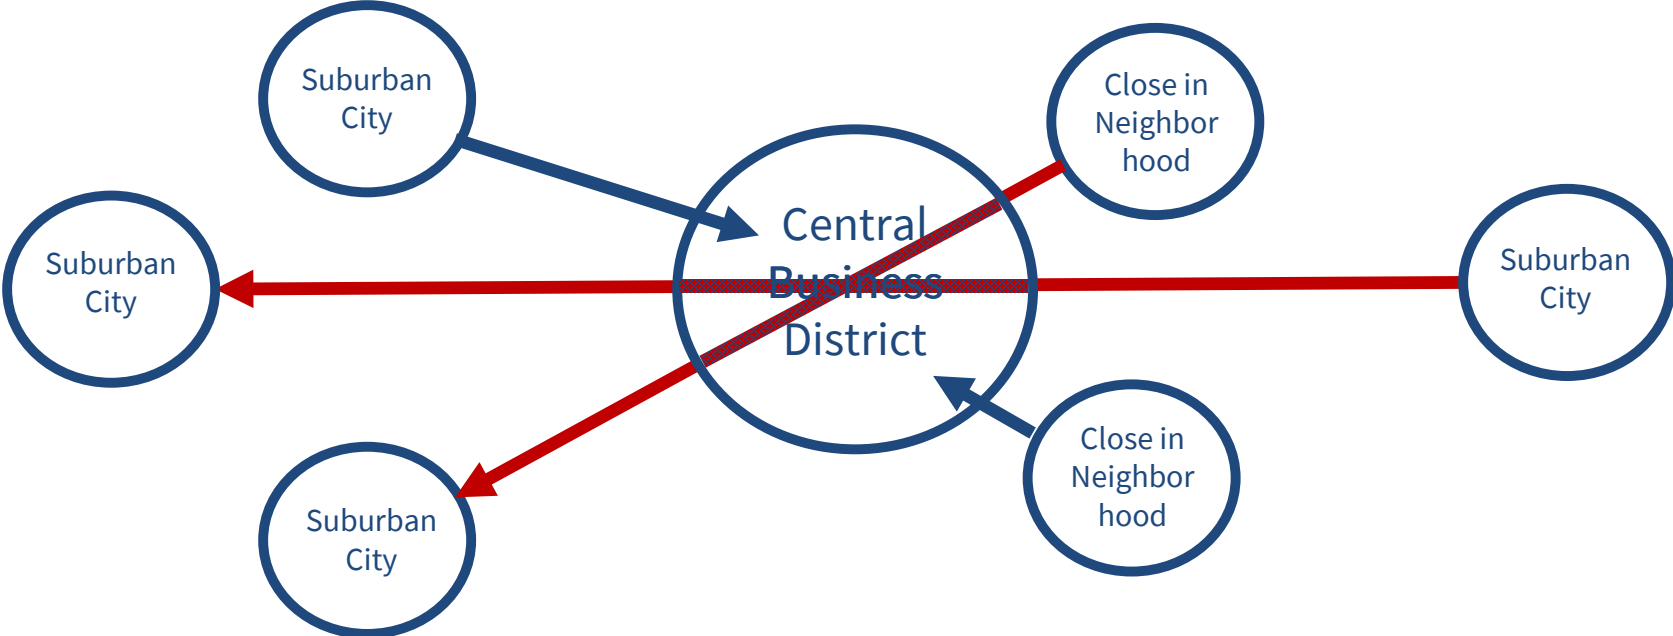 Suburban
City
Close in
Neighbor
hood
Suburban
City
Central
Business
District
Suburban
City
Close in
Neighbor
hood
Suburban
City